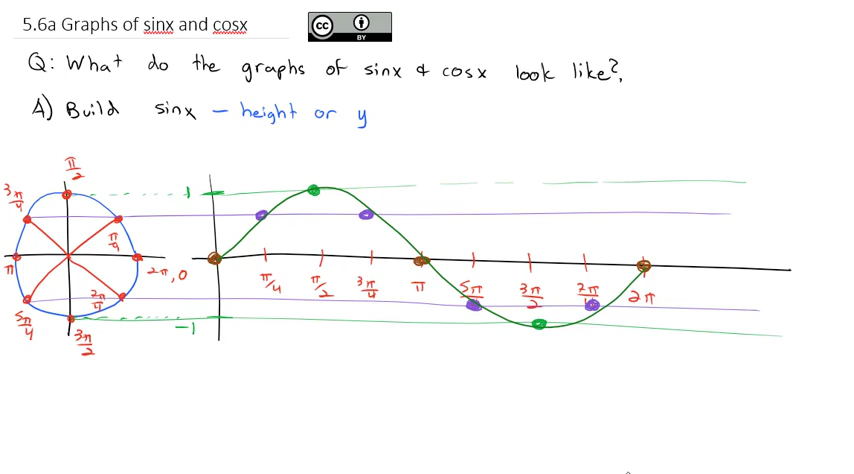 5.6a Graphs of sinx and cosx
cc BY
Q: What do the graphs of sinx & cosx look like?,
A) Build sinx – height or y
π/2
3π/4
π/4
π
2π, 0
5π/4
7π/4
3π/2
1
-1
π/4 π/2 3π/4 π 5π 3π/2 7π 2π